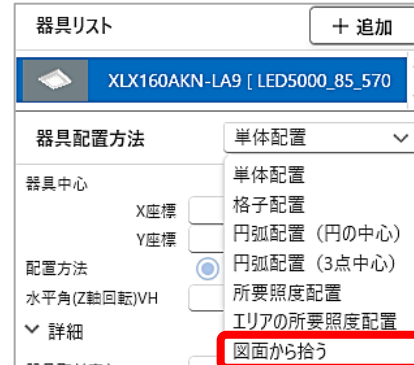 器具リスト
＋ 追加
XLX160AKN-LA9 [ LED5000_85_570
器具配置方法
単体配置
器具中心
単体配置
X座標
格子配置
Y座標
円弧配置（円の中心）
配置方法
円弧配置（3点中心）
水平角(Z軸回転)VH
所要照度配置
詳細
エリアの所要照度配置
図面から拾う